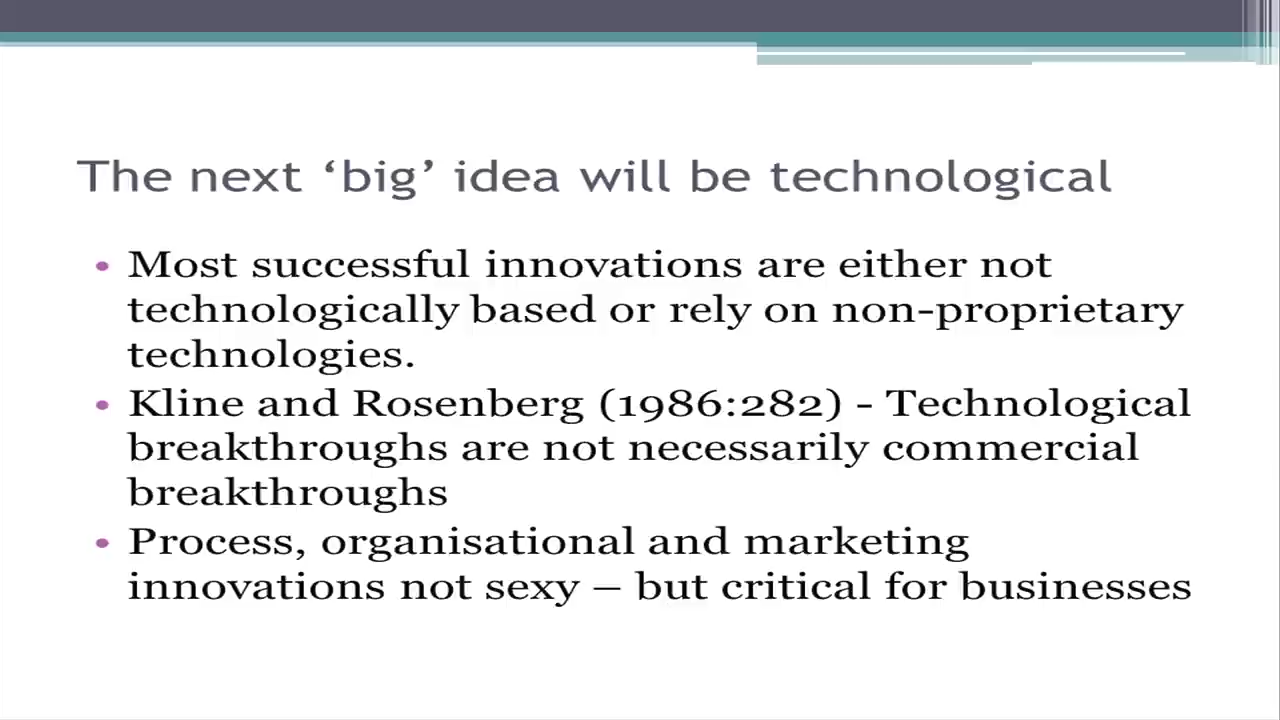 The next ‘big’ idea will be technological
• Most successful innovations are either not
technologically based or rely on non-proprietary
technologies.
• Kline and Rosenberg (1986:282) - Technological
breakthroughs are not necessarily commercial
breakthroughs
• Process, organisational and marketing
innovations not sexy – but critical for businesses